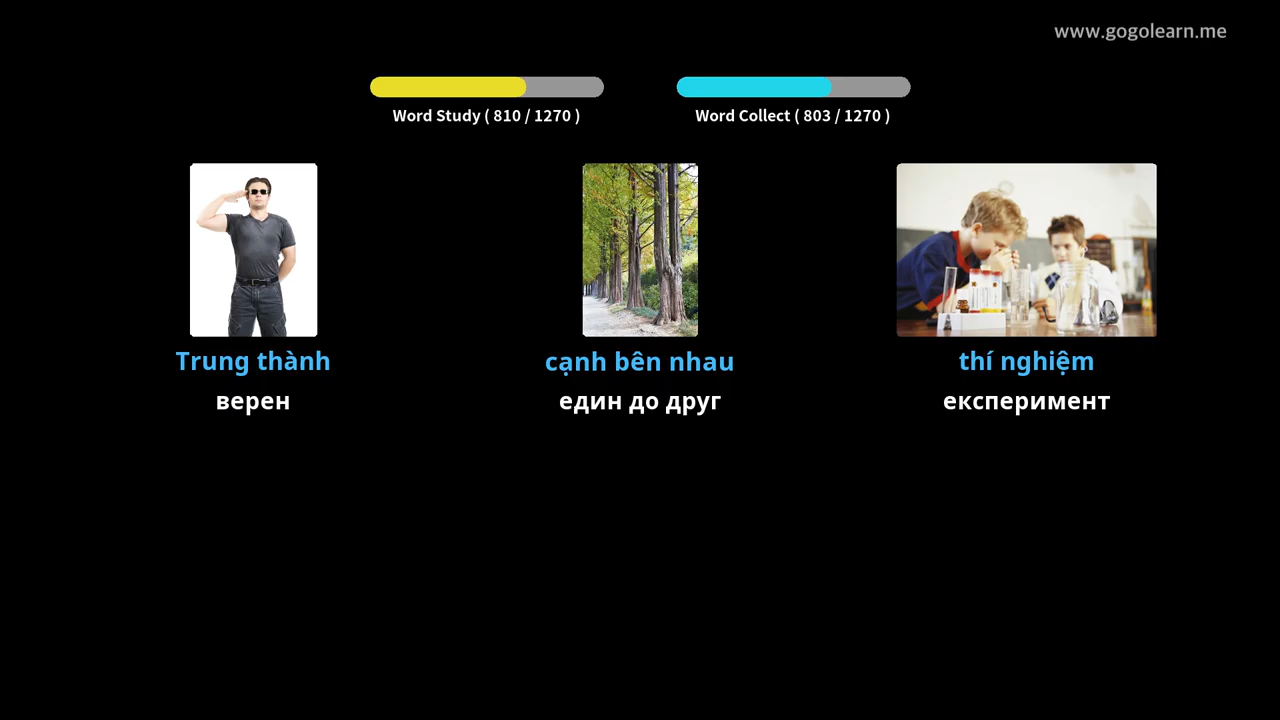 www.gogolearn.me
Word Study ( 810 / 1270 )
Word Collect ( 803 / 1270 )
Trung thành
верен
cạnh bên nhau
един до друг
thí nghiệm
експеримент